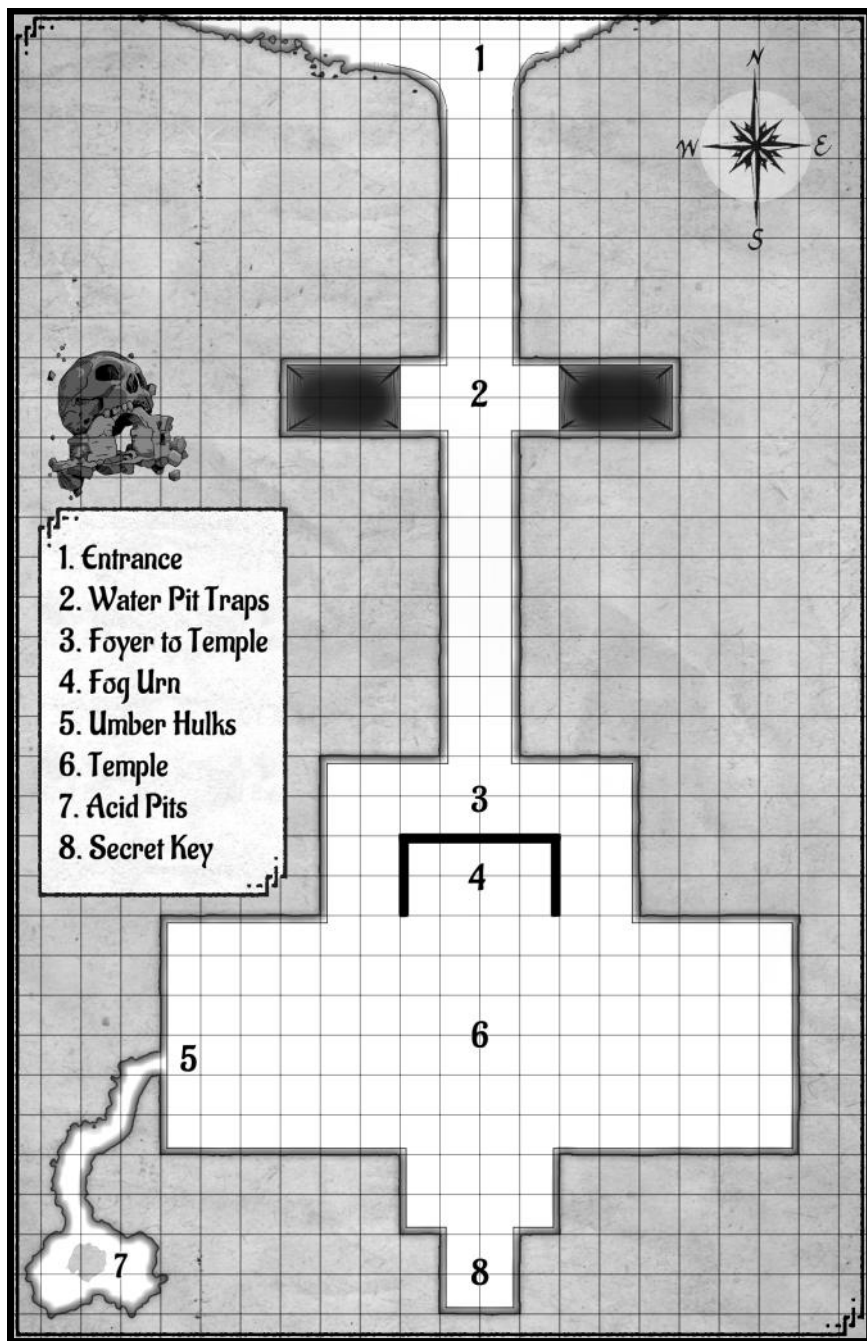 1
N
W
E
S
2
1. Entrance
2. Water Pit Traps
3. Foyer to Temple
4. Fog Urn
5. Umber Hulks
6. Temple
7. Acid Pits
8. Secret Key
3
4
6
5
7
8